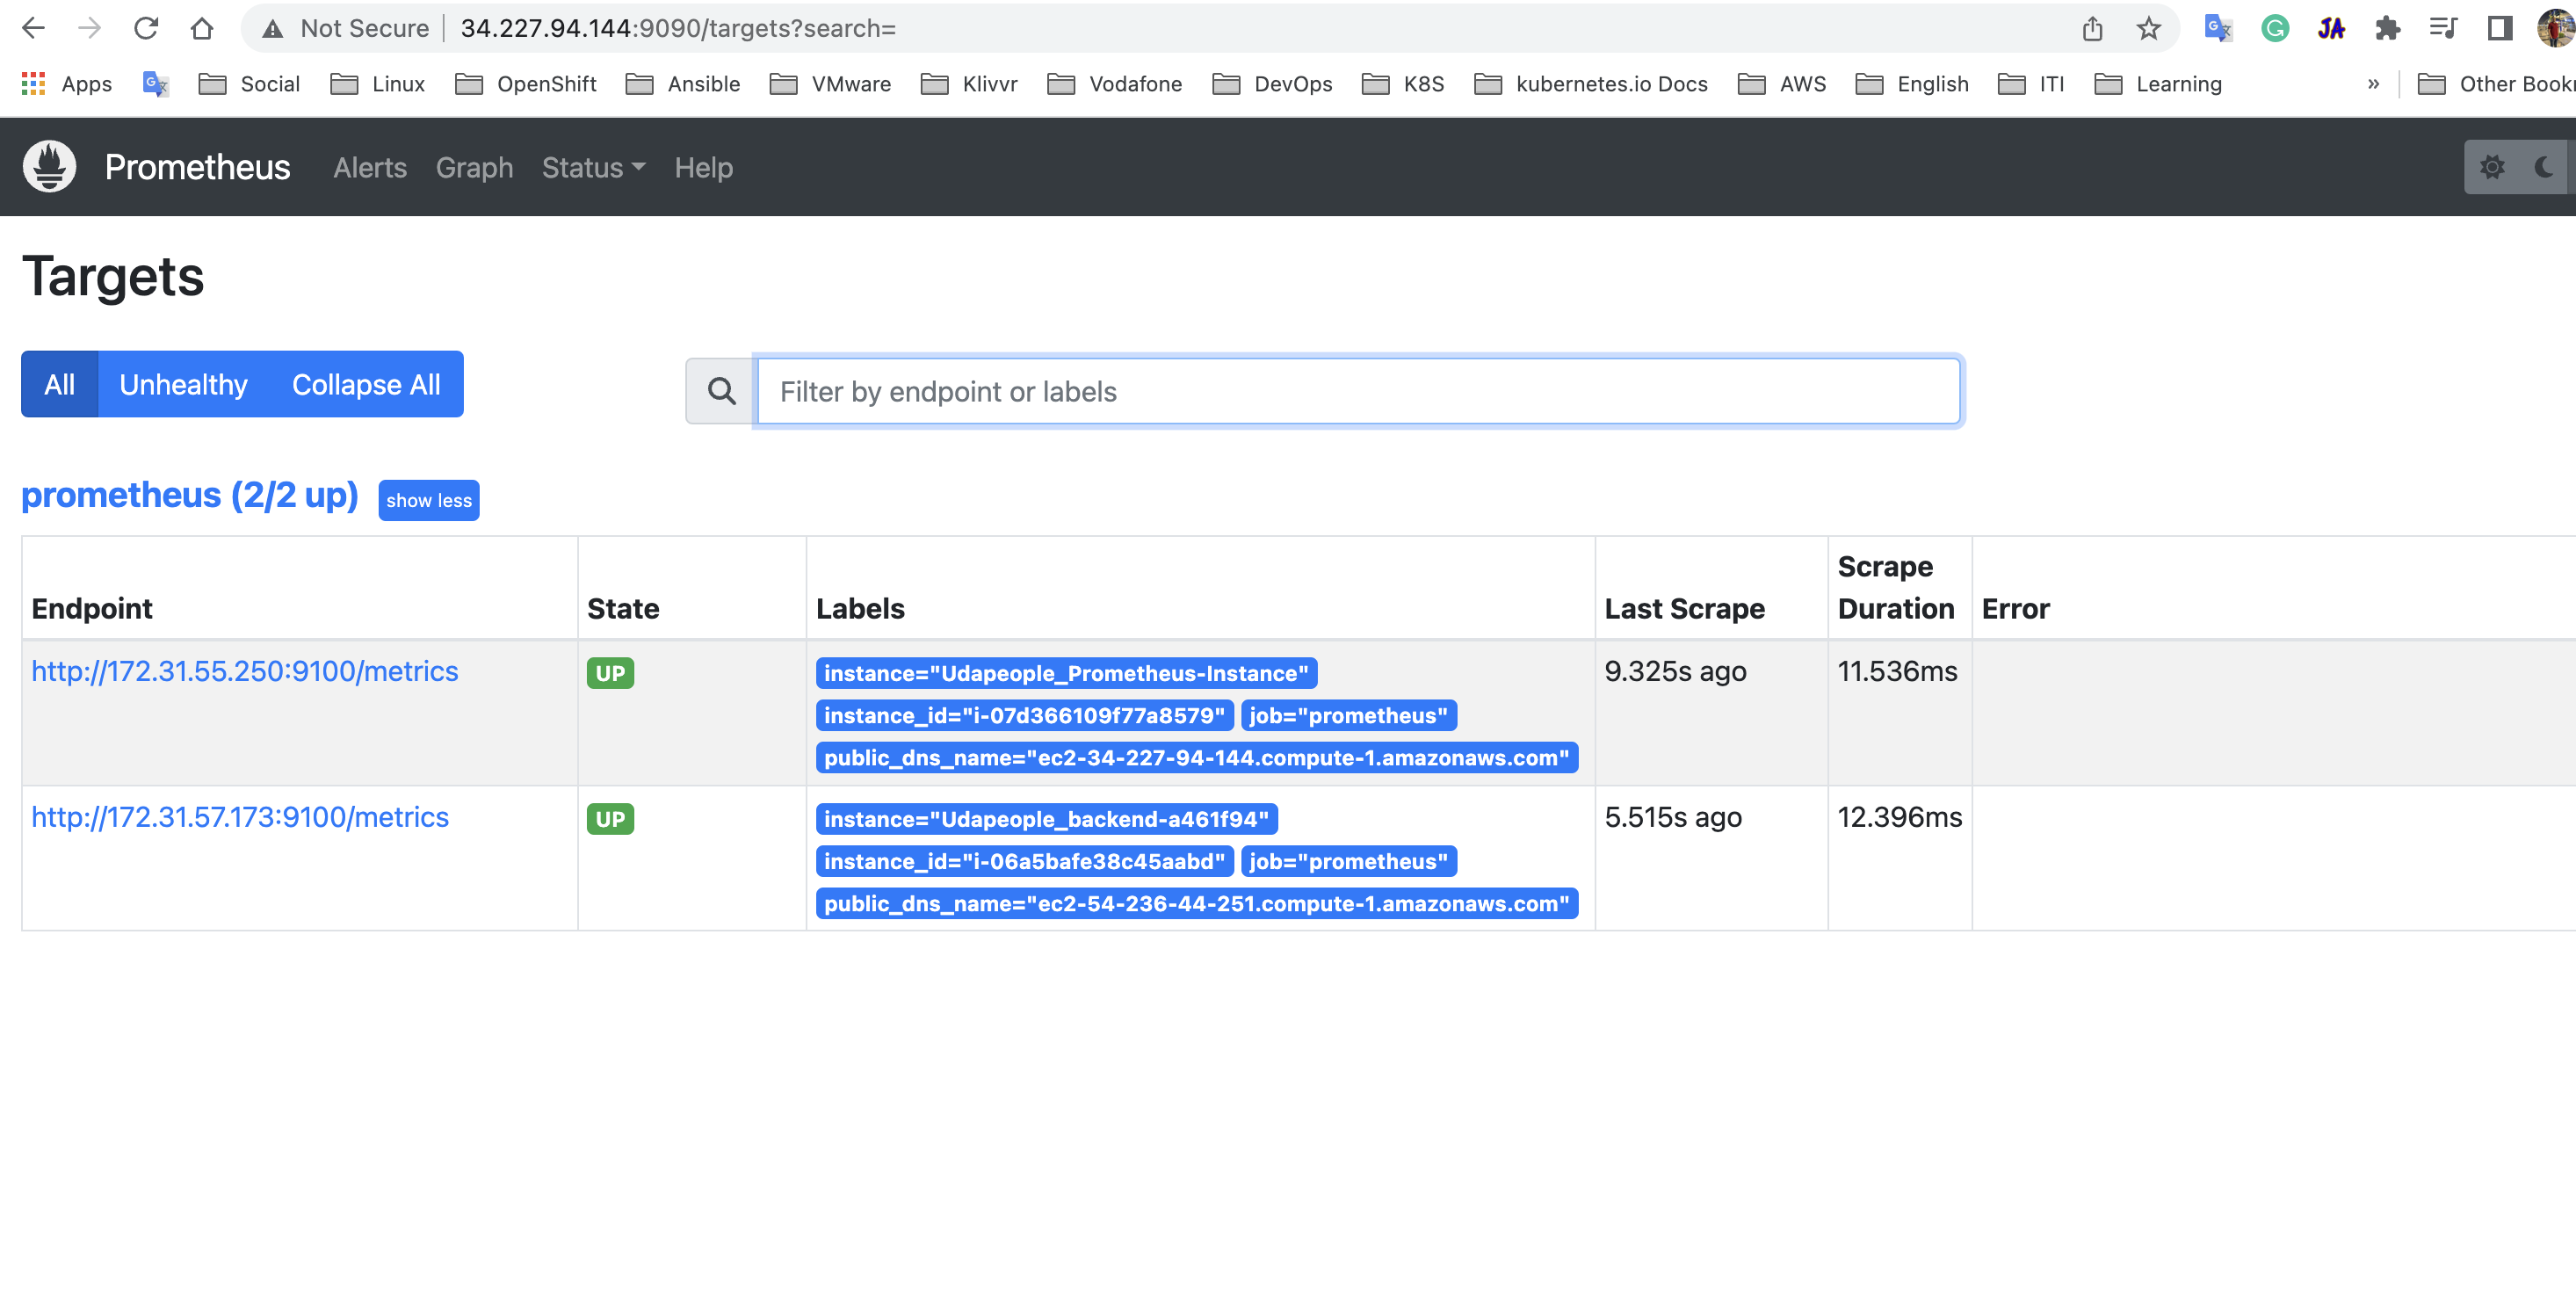 Not Secure 34.227.94.144:9090/targets?search=
Apps Social Linux OpenShift Ansible VMware Klivvr Vodafone DevOps K8S kubernetes.io Docs AWS English ITI Learning » Other Book
Prometheus Alerts Graph Status Help
Targets
All Unhealthy Collapse All Filter by endpoint or labels
prometheus (2/2 up) show less
Endpoint State Labels Last Scrape Scrape Duration Error
http://172.31.55.250:9100/metrics UP instance="Udapeople_Prometheus-Instance" 9.325s ago 11.536ms
instance_id="i-07d366109f77a8579" job="prometheus"
public_dns_name="ec2-34-227-94-144.compute-1.amazonaws.com"
http://172.31.57.173:9100/metrics UP instance="Udapeople_backend-a461f94" 5.515s ago 12.396ms
instance_id="i-06a5bafe38c45aabd" job="prometheus"
public_dns_name="ec2-54-236-44-251.compute-1.amazonaws.com"